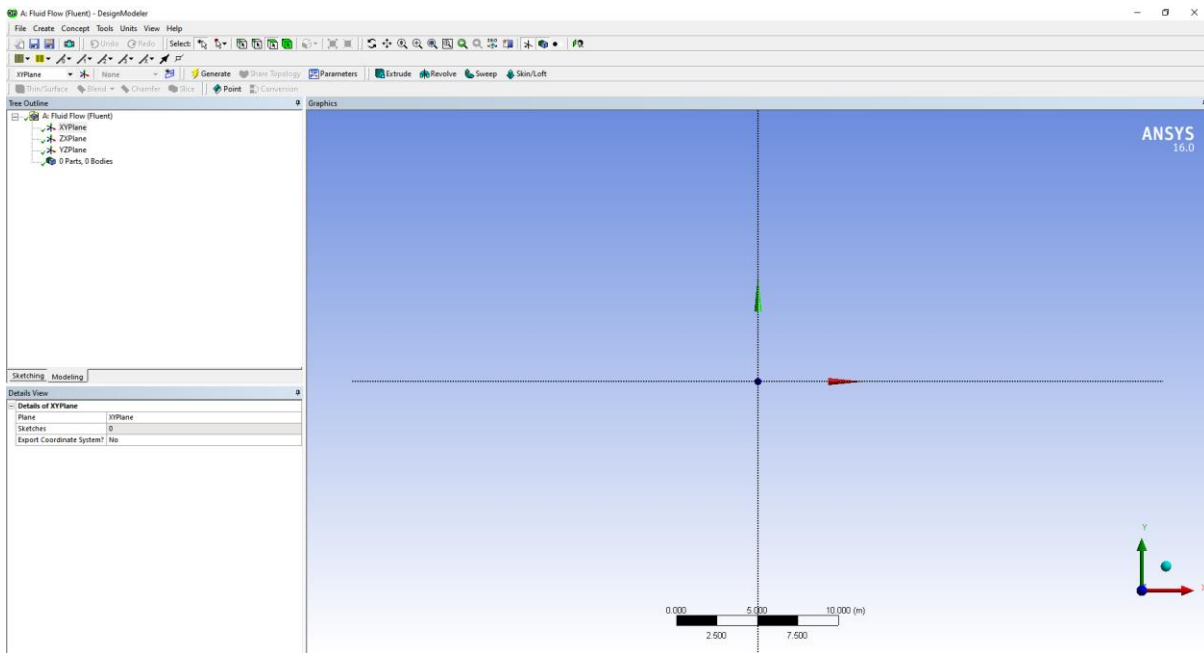 A: Fluid Flow (Fluent) - DesignModeler
File Create Concept Tools Units View Help
Undo Redo Select:
XYPlane None Generate Share Topology Parameters Extrude Revolve Sweep Skin/Loft
Thin/Surface Blend Chamfer Slice Point Conversion
Tree Outline
A: Fluid Flow (Fluent)
XYPlane
ZXPlane
YZPlane
0 Parts, 0 Bodies
Sketching Modeling
Details View
Details of XYPlane
Plane XYPlane
Sketches 0
Export Coordinate System? No
Graphics
ANSYS
16.0
Y
X
0.000 5.000 10.000 (m)
2.500 7.500